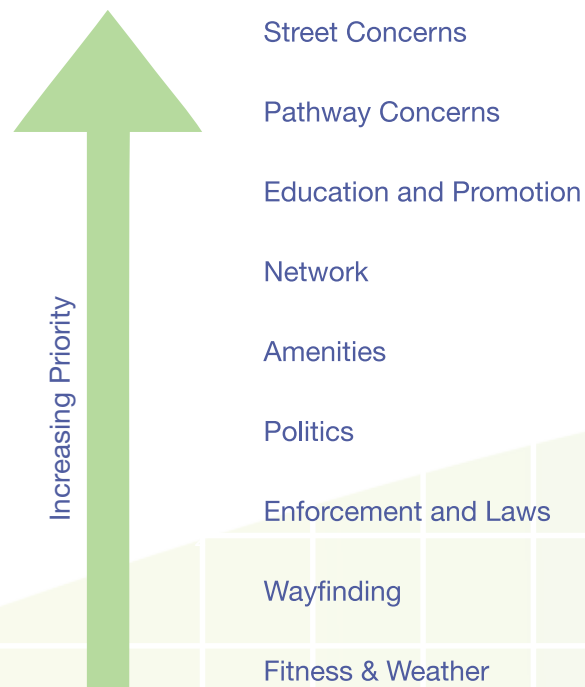 Street Concerns
Pathway Concerns
Education and Promotion
Network
Amenities
Politics
Enforcement and Laws
Wayfinding
Fitness & Weather
Increasing Priority